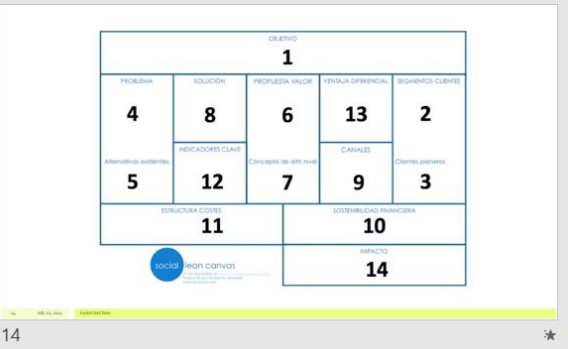 OBJETIVO
1
PROBLEMA
4
Alternativas existentes
5
SOLUCIÓN
8
INDICADORES CLAVE
12
PROPUESTA VALOR
6
Concepto de alto nivel
7
VENTAJA DIFERENCIAL
13
CANALES
9
SEGMENTOS CLIENTES
2
Clientes pioneros
3
ESTRUCTURA COSTES
11
SOSTENIBILIDAD FINANCIERA
10
social lean canvas
IMPACTO
14
14